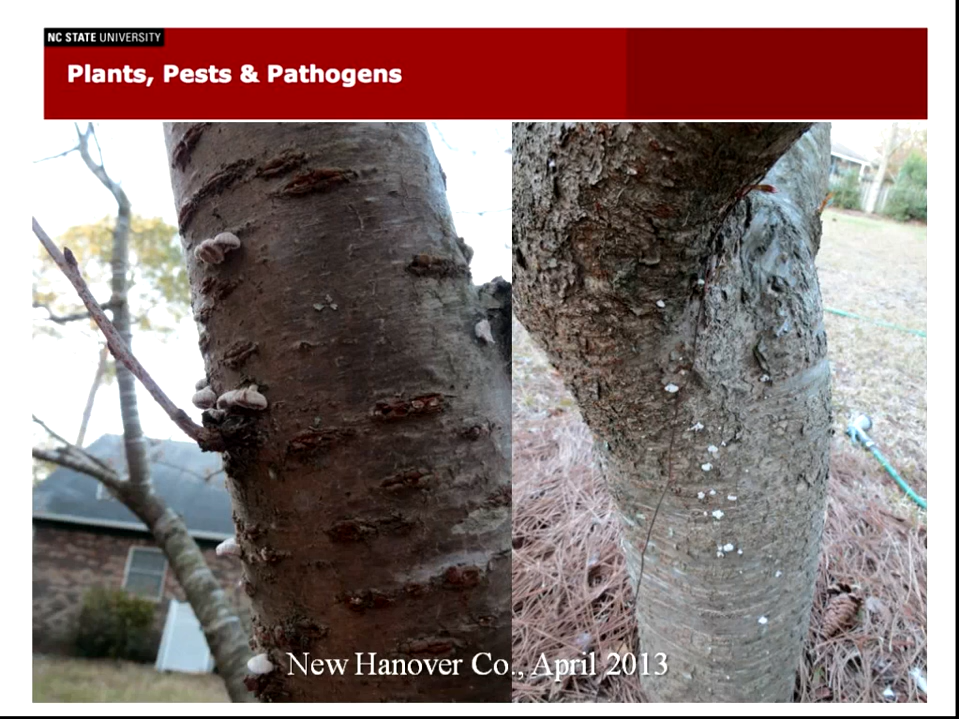 NC STATE UNIVERSITY
Plants, Pests & Pathogens
New Hanover Co., April 2013